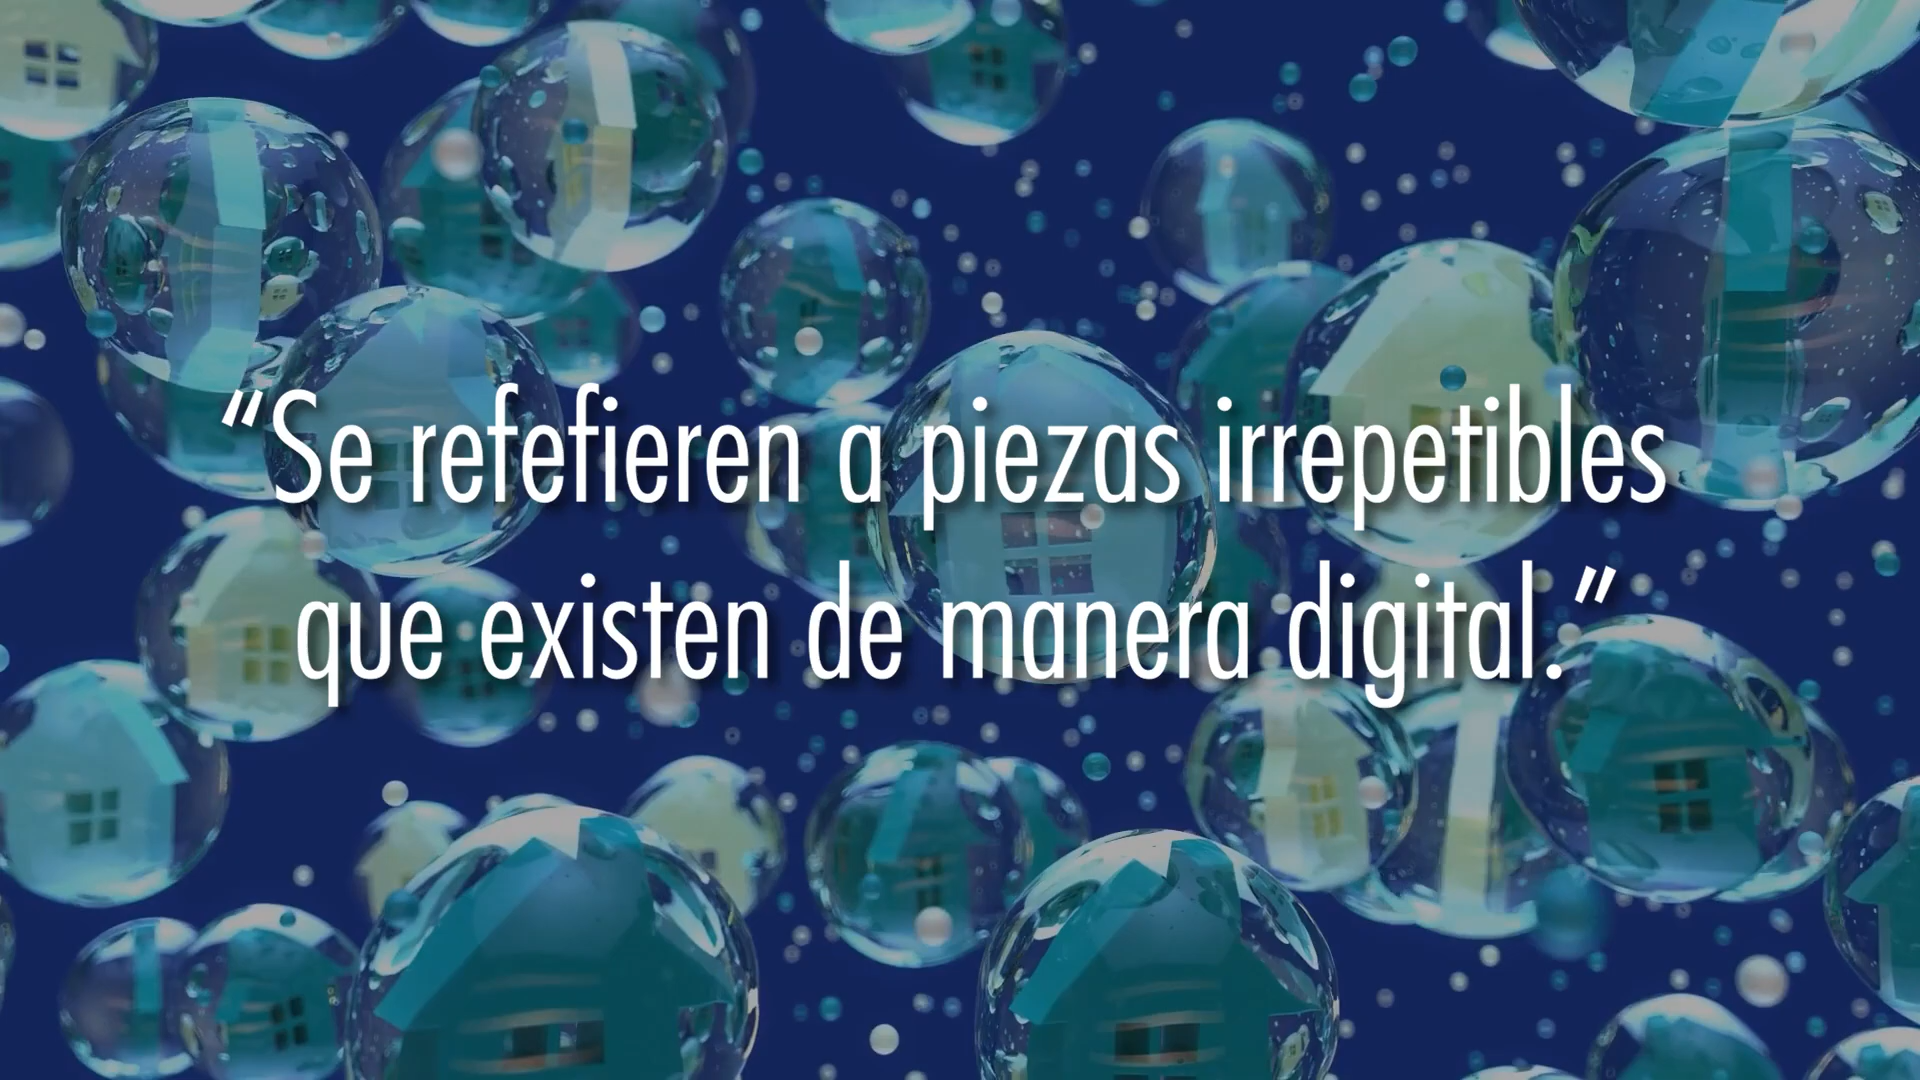 “Se refefieren a piezas irrepetibles
que existen de manera digital.”